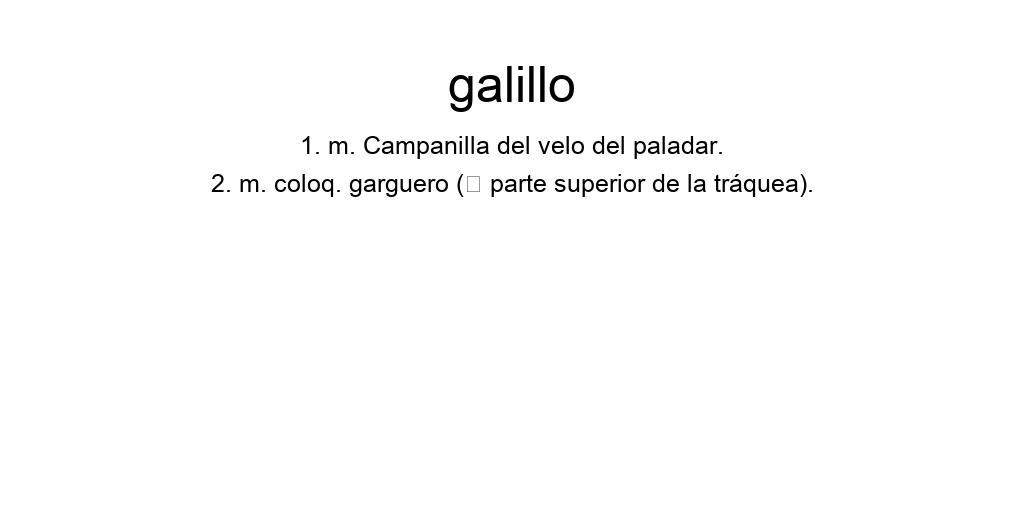 galillo
1. m. Campanilla del velo del paladar.
2. m. coloq. garguero (□ parte superior de la tráquea).